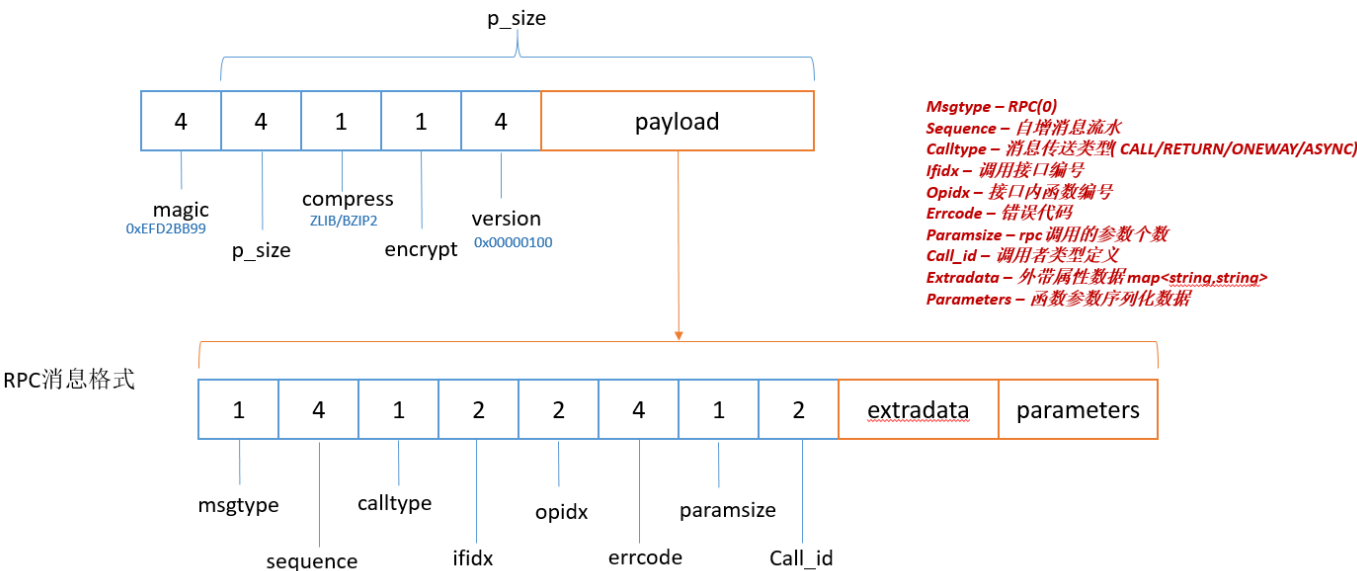 p_size
4 4 1 1 4 payload
magic
0xEFD2BB99
p_size
compress
ZLIB/BZIP2
encrypt
version
0x00000100
Msgtype – RPC(0)
Sequence – 自增消息流水
Calltype – 消息传送类型( CALL/RETURN/ONEWAY/ASYNC)
Ifidx – 调用接口编号
Opidx – 接口内函数编号
Errcode – 错误代码
Paramsize – rpc 调用的参数个数
Call_id – 调用者类型定义
Extradata – 外带属性数据 map<string,string>
Parameters – 函数参数序列化数据
RPC消息格式
1 4 1 2 2 4 1 2 extradata parameters
msgtype
sequence
calltype
ifidx
opidx
errcode
paramsize
Call_id